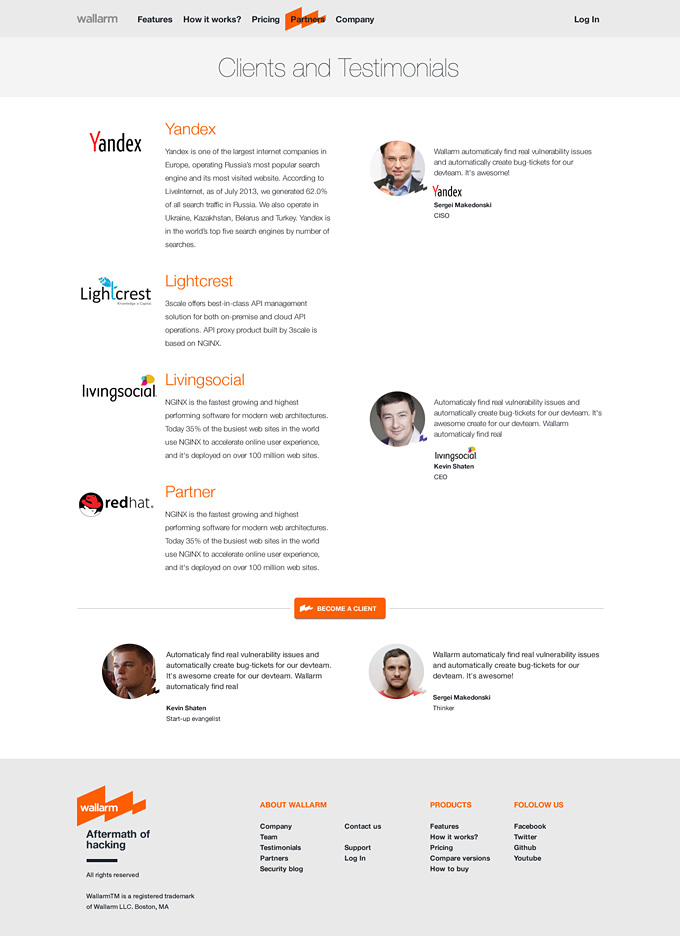 wallarm
Features
How it works?
Pricing
Partners
Company
Log In
Clients and Testimonials
Yandex
Yandex
Yandex is one of the largest internet companies in
Europe, operating Russia's most popular search
engine and its most visited website. According to
LiveInternet, as of July 2013, we generated 62.0%
of all search traffic in Russia. We also operate in
Ukraine, Kazakhstan, Belarus and Turkey. Yandex is
in the world's top five search engines by number of
searches.
Wallarm automaticaly find real vulnerability issues
and automatically create bug-tickets for our
devteam. It's awesome!
Yandex
Sergei Makedonski
CISO
Lightcrest
Knowledge is Capital
Lightcrest
3scale offers best-in-class API management
solution for both on-premise and cloud API
operations. API proxy product built by 3scale is
based on NGINX.
livingsocial
Livingsocial
NGINX is the fastest growing and highest
performing software for modern web architectures.
Today 35% of the busiest web sites in the world
use NGINX to accelerate online user experience,
and it's deployed on over 100 million web sites.
Automaticaly find real vulnerability issues and
automatically create bug-tickets for our devteam. It's
awesome create for our devteam. Wallarm
automaticaly find real
livingsocial
Kevin Shaten
CEO
redhat.
Partner
NGINX is the fastest growing and highest
performing software for modern web architectures.
Today 35% of the busiest web sites in the world
use NGINX to accelerate online user experience,
and it's deployed on over 100 million web sites.
BECOME A CLIENT
Automaticaly find real vulnerability issues and
automatically create bug-tickets for our devteam.
It's awesome create for our devteam. Wallarm
automaticaly find real
Kevin Shaten
Start-up evangelist
Wallarm automaticaly find real vulnerability issues
and automatically create bug-tickets for our
devteam. It's awesome!
Sergei Makedonski
Thinker
wallarm
Aftermath of
hacking
All rights reserved
WallarmTM is a registered trademark
of Wallarm LLC. Boston, MA
ABOUT WALLARM
Company
Team
Testimonials
Partners
Security blog
Contact us
Support
Log In
PRODUCTS
Features
How it works?
Pricing
Compare versions
How to buy
FOLOLOW US
Facebook
Twitter
Github
Youtube